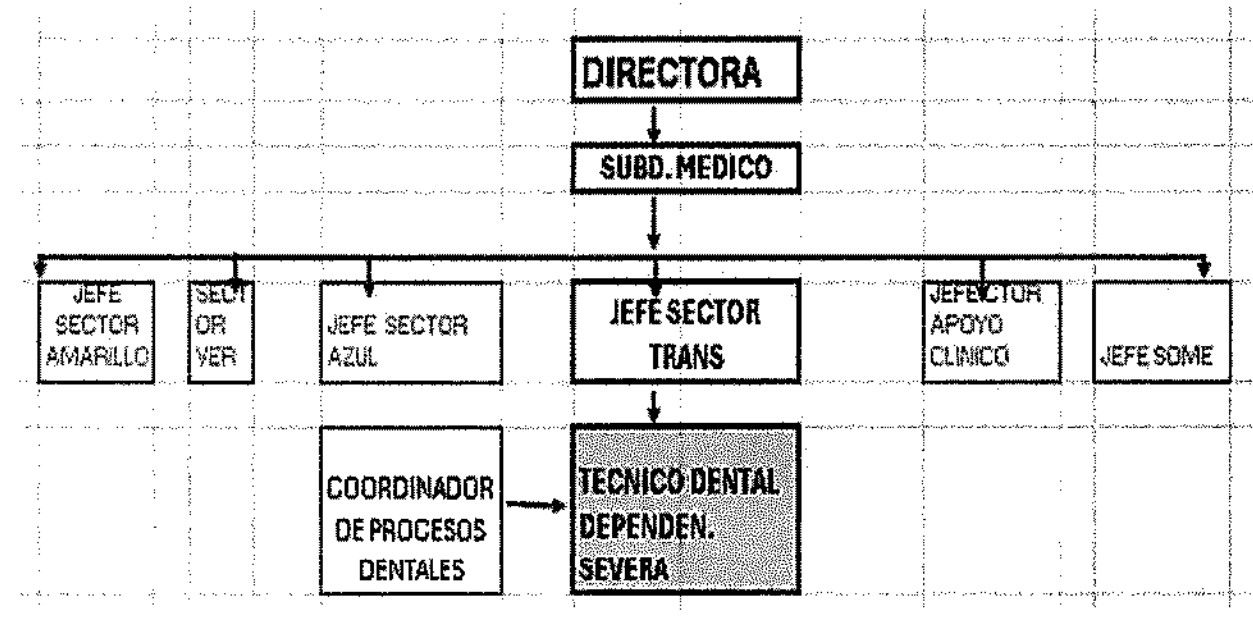 DIRECTORA
SUBD. MEDICO
JEFE
SECTOR
AMARILLO
SECT
OR
VER
JEFE SECTOR
AZUL
JEFE SECTOR
TRANS
APOYO
CLINICO
JEFE SOME
COORDINADOR
DE PROCESOS
DENTALES
TECNICO DENTAL
DEPENDEN.
SEVERA